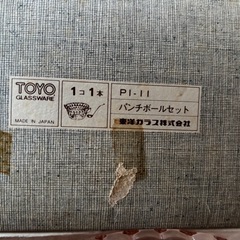 TOYO
GLASSWARE
MADE IN JAPAN
1コ1本
PI-11
パンチボールセット
東洋ガラス株式会社